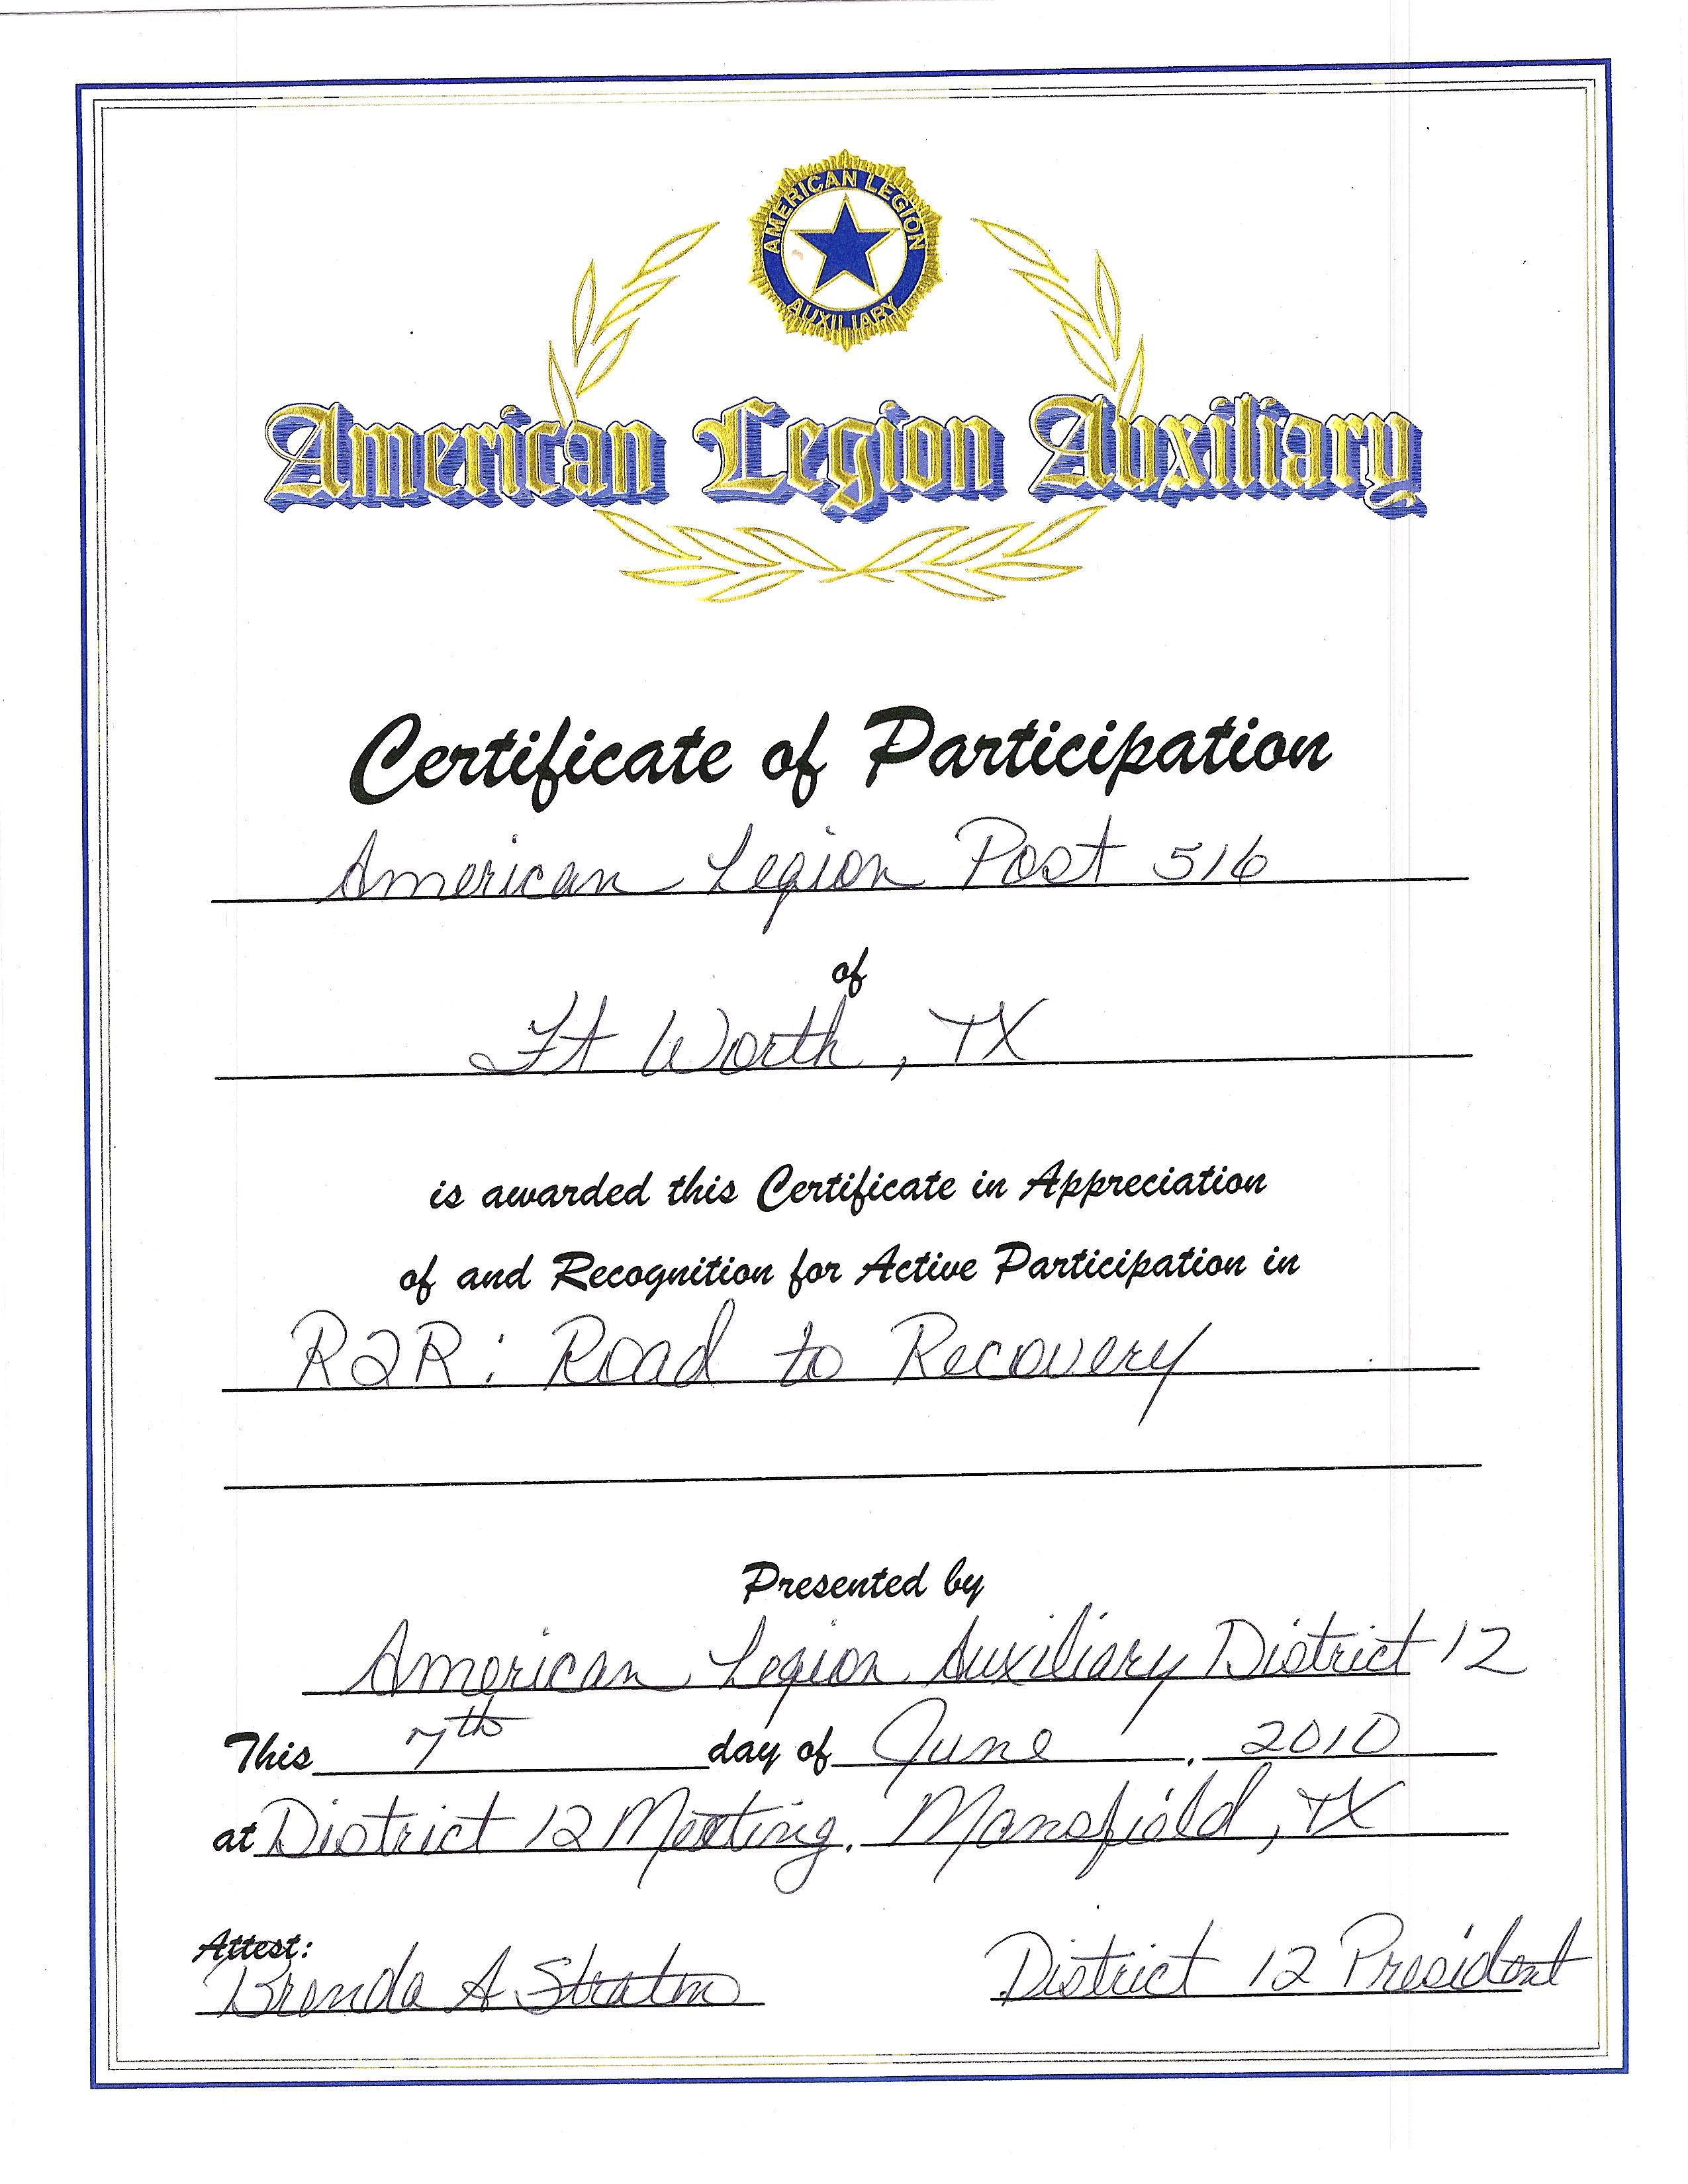 AMERICAN LEGION
AUXILIARY
American Legion Auxiliary
Certificate of Participation
American Legion Post 516
of
Ft Worth, TX
is awarded this Certificate in Appreciation
of and Recognition for Active Participation in
R2R: Road to Recovery
Presented by
American Legion Auxiliary District 12
This 7th day of June, 2010
at District 12 Meeting, Mansfield, TX
Attest:
Brenda A Straton District 12 President